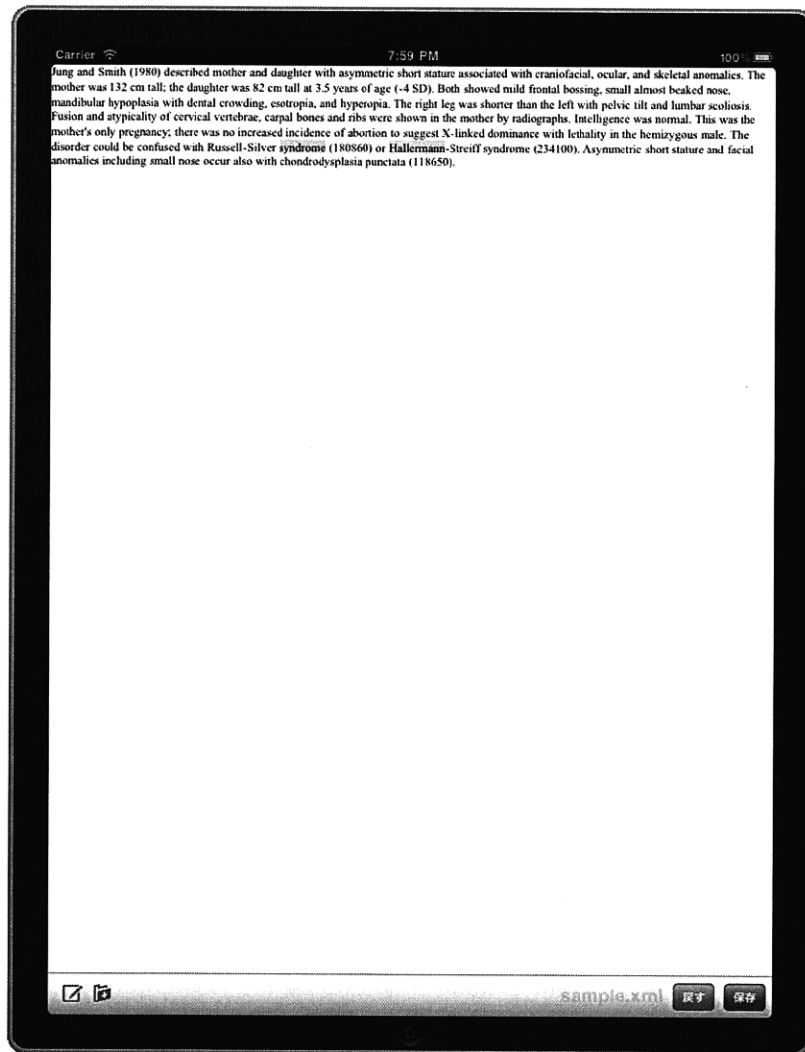 Carrier 7:59 PM 100%
Jung and Smith (1980) described mother and daughter with asymmetric short stature associated with craniofacial, ocular, and skeletal anomalies. The
mother was 132 cm tall; the daughter was 82 cm tall at 3.5 years of age (-4 SD). Both showed mild frontal bossing, small almost beaked nose,
mandibular hypoplasia with dental crowding, esotropia, and hyperopia. The right leg was shorter than the left with pelvic tilt and lumbar scoliosis.
Fusion and atypicality of cervical vertebrae, carpal bones and ribs were shown in the mother by radiographs. Intelligence was normal. This was the
mother's only pregnancy; there was no increased incidence of abortion to suggest X-linked dominance with lethality in the hemizygous male. The
disorder could be confused with Russell-Silver syndrome (180860) or Hallermann-Streiff syndrome (234100). Asymmetric short stature and facial
anomalies including small nose occur also with chondrodysplasia punctata (118650).
sample.xml 戻す 保存